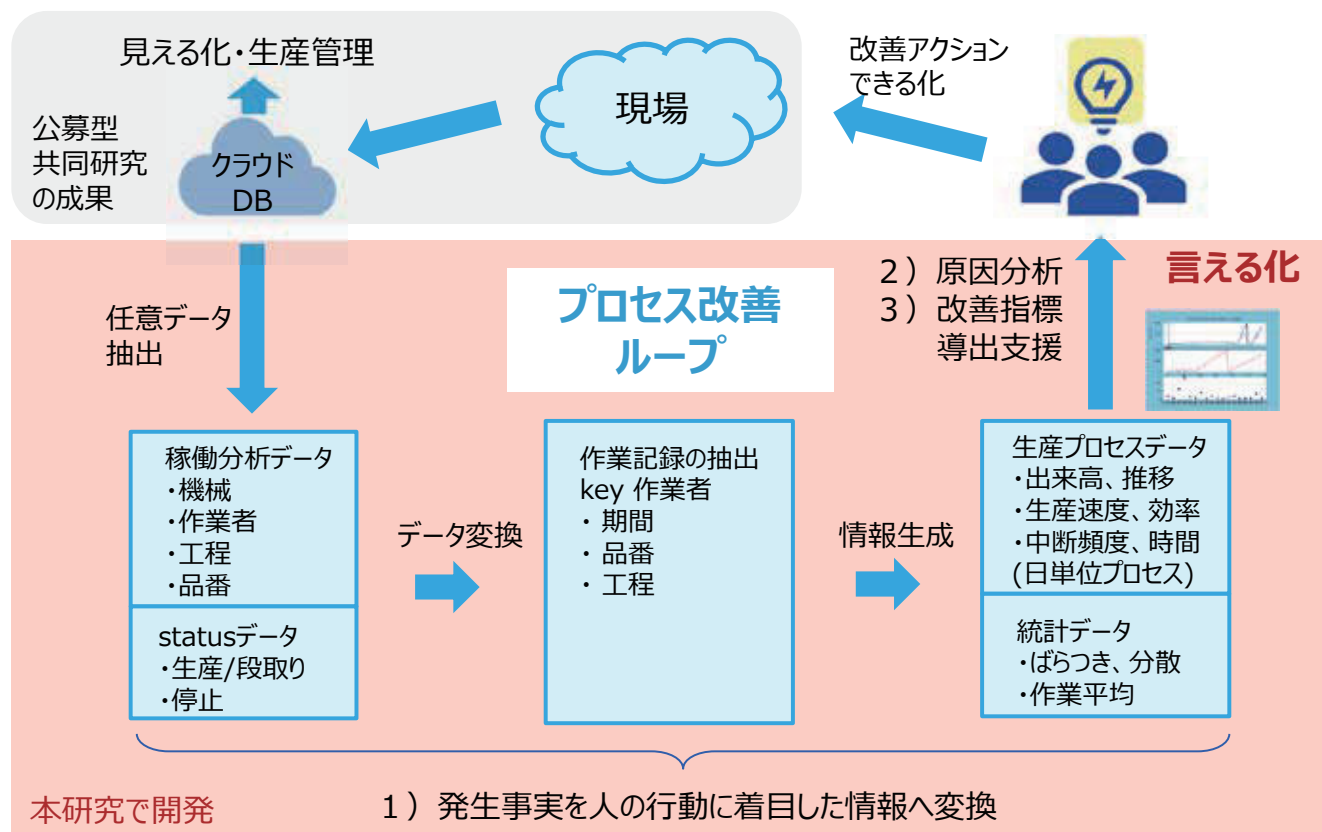 見える化・生産管理
公募型
共同研究
の成果
クラウド
DB
現場
改善アクション
できる化
任意データ
抽出
プロセス改善
ループ
２）原因分析
３）改善指標
導出支援
言える化
稼働分析データ
・機械
・作業者
・工程
・品番
statusデータ
・生産/段取り
・停止
データ変換
作業記録の抽出
key 作業者
・ 期間
・ 品番
・ 工程
情報生成
生産プロセスデータ
・出来高、推移
・生産速度、効率
・中断頻度、時間
(日単位プロセス)
統計データ
・ばらつき、分散
・作業平均
本研究で開発
１）発生事実を人の行動に着目した情報へ変換